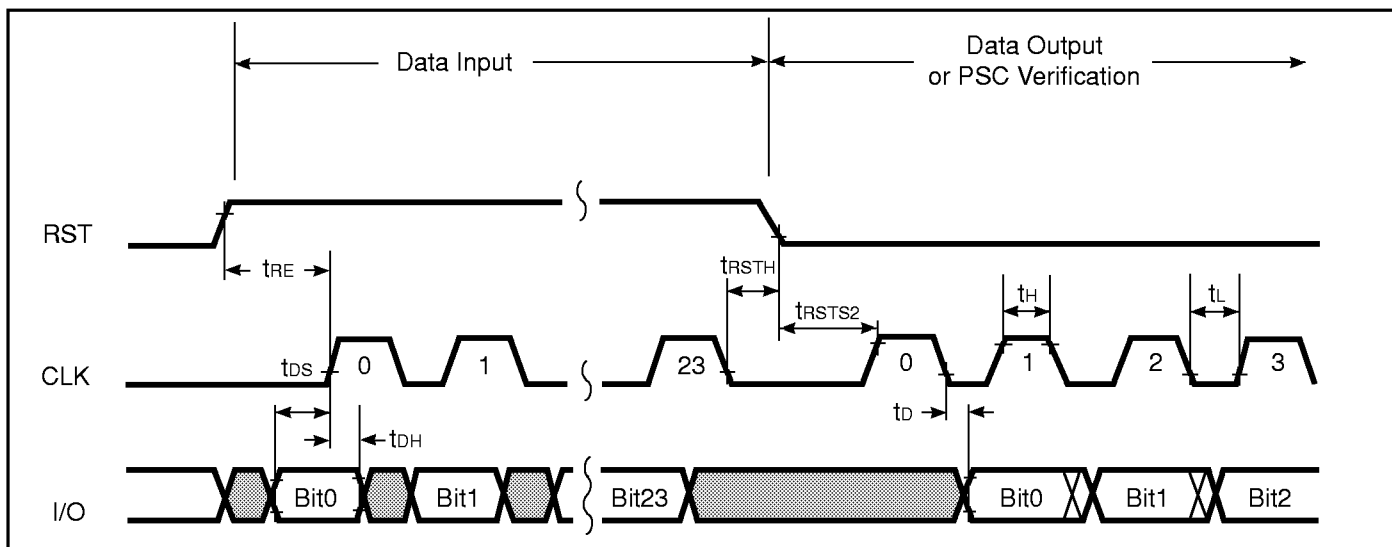 Data Input
Data Output
or PSC Verification
RST
tRE
tRSTH
tRSTS2
tH
tL
CLK
tDS
0
1
23
0
1
2
3
tDH
tD
I/O
Bit0
Bit1
Bit23
Bit0
Bit1
Bit2